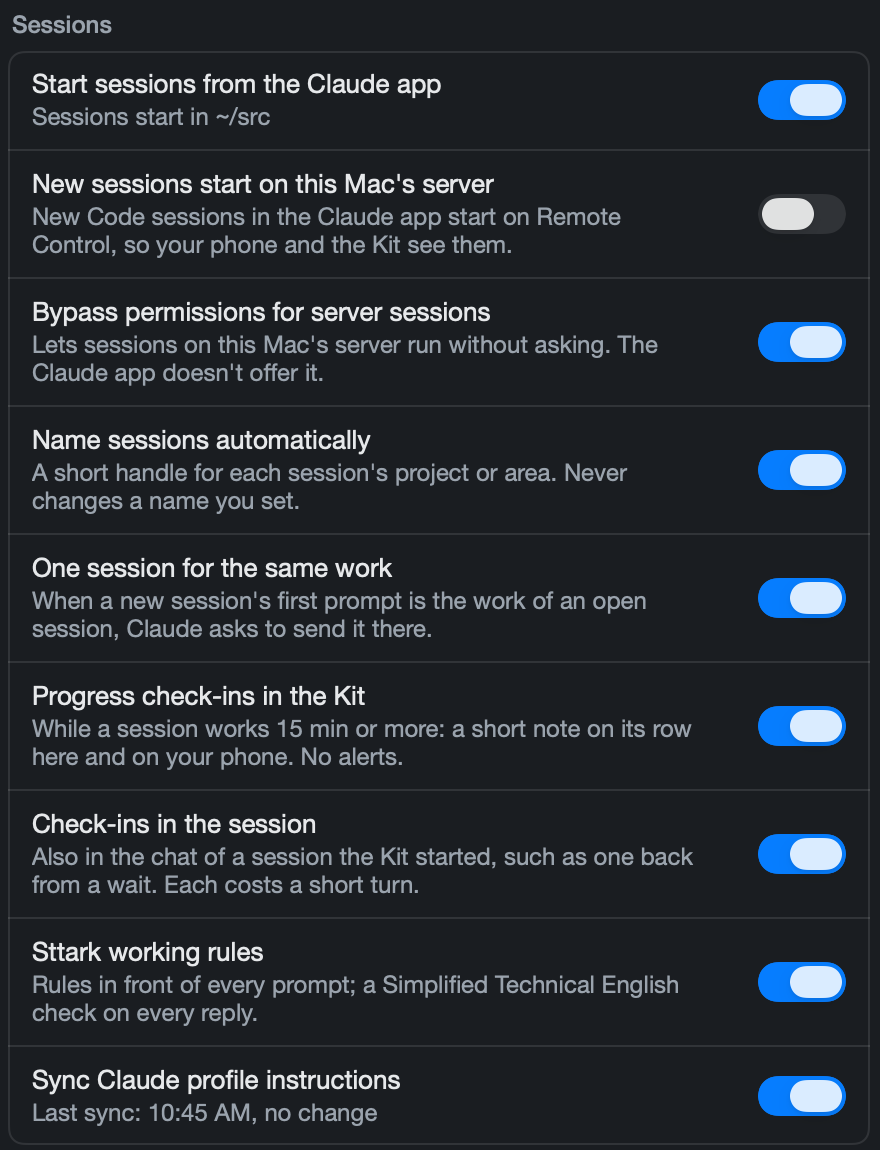 Sessions
Start sessions from the Claude app
Sessions start in ~/src
New sessions start on this Mac's server
New Code sessions in the Claude app start on Remote
Control, so your phone and the Kit see them.
Bypass permissions for server sessions
Lets sessions on this Mac's server run without asking. The
Claude app doesn't offer it.
Name sessions automatically
A short handle for each session's project or area. Never
changes a name you set.
One session for the same work
When a new session's first prompt is the work of an open
session, Claude asks to send it there.
Progress check-ins in the Kit
While a session works 15 min or more: a short note on its row
here and on your phone. No alerts.
Check-ins in the session
Also in the chat of a session the Kit started, such as one back
from a wait. Each costs a short turn.
Sttark working rules
Rules in front of every prompt; a Simplified Technical English
check on every reply.
Sync Claude profile instructions
Last sync: 10:45 AM, no change